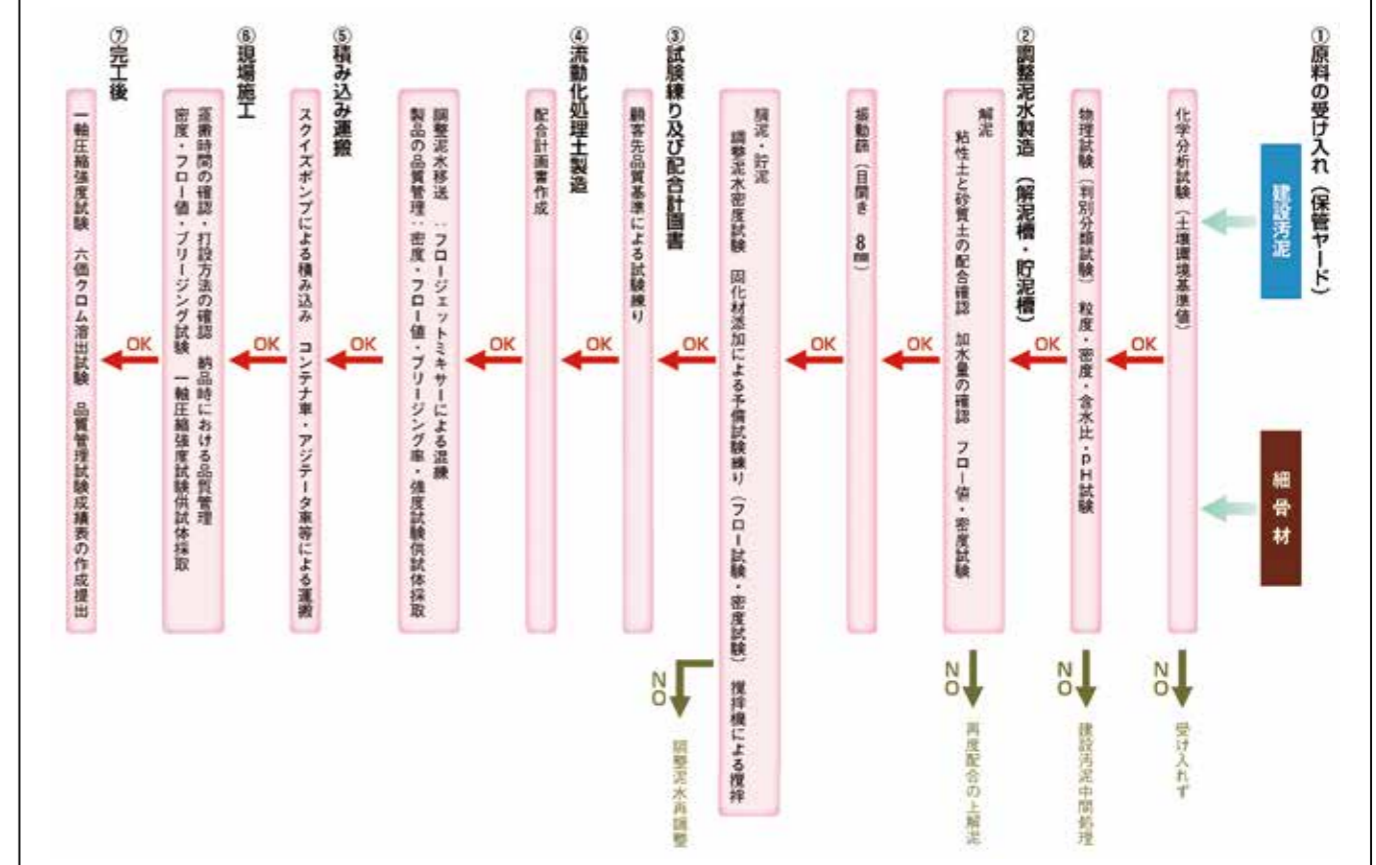 ①原料の受け入れ（保管ヤード）
建設汚泥
細骨材
化学分析試験（土壌環境基準値）
NO
受け入れず
OK
物理試験（判別分類試験） 粒度・密度・含水比・PH試験
NO
建設汚泥中間処理
OK
②調整泥水製造（解泥槽・貯泥槽）
解泥
粘性土と砂質土の配合確認 加水量の確認 フロー値・密度試験
NO
再度配合の上解泥
OK
振動篩（目開き 8㎜）
OK
調泥・貯泥
調整泥水密度試験 固化材添加による予備試験練り（フロー試験・密度試験） 撹拌機による撹拌
NO
調整泥水再調整
OK
③試験練り及び配合計画書
顧客先品質基準による試験練り
OK
配合計画書作成
OK
④流動化処理土製造
調整泥水移送 ：フロージェットミキサーによる混練
製品の品質管理：密度・フロー値・ブリージング率・強度試験供試体採取
OK
⑤積み込み運搬
スクイズポンプによる積み込み コンテナ車・アジテータ車等による運搬
OK
⑥現場施工
運搬時間の確認・打設方法の確認 納品時における品質管理
密度・フロー値・ブリージング試験 一軸圧縮強度試験供試体採取
OK
⑦完工後
一軸圧縮強度試験 六価クロム溶出試験 品質管理試験成績表の作成提出